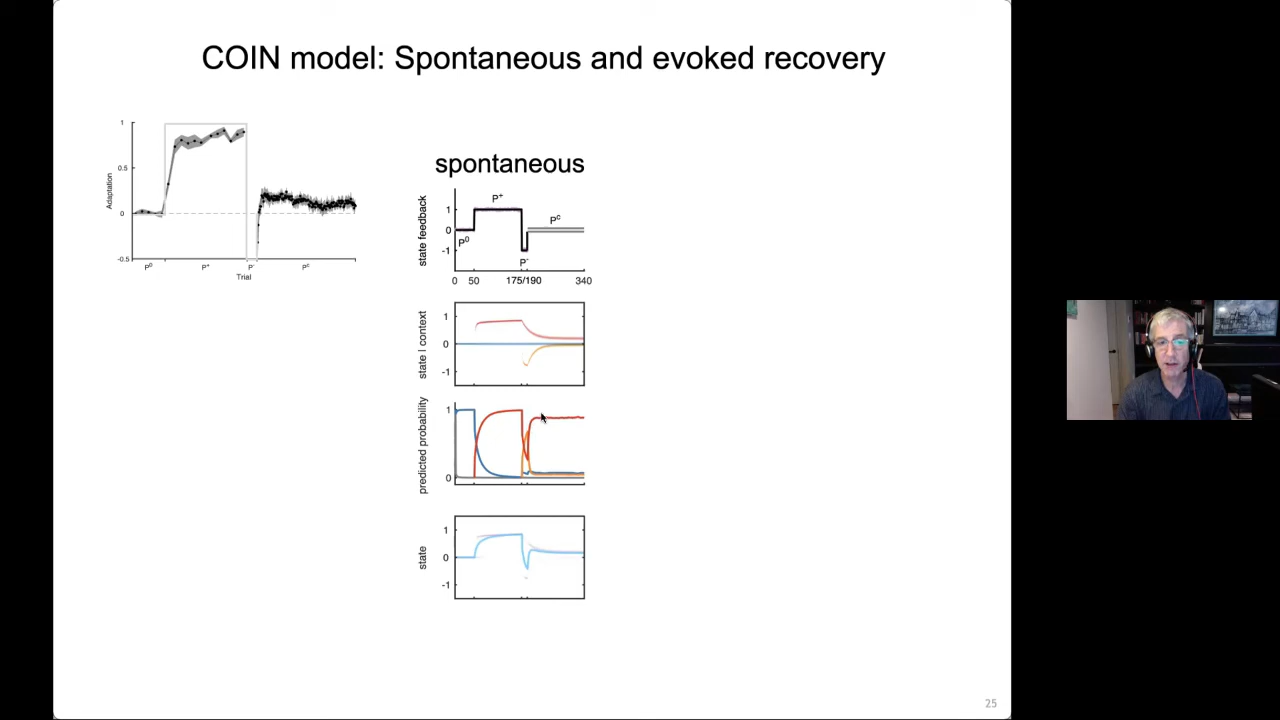 COIN model: Spontaneous and evoked recovery
1
0.5
0
-0.5
Adaptation
P⁰
P⁺
P⁻
Pᶜ
Trial
spontaneous
state feedback
1
0
-1
P⁺
Pᶜ
P⁰
P⁻
0 50 175/190 340
state | context
1
0
-1
predicted probability
1
0
state
1
0
-1
25